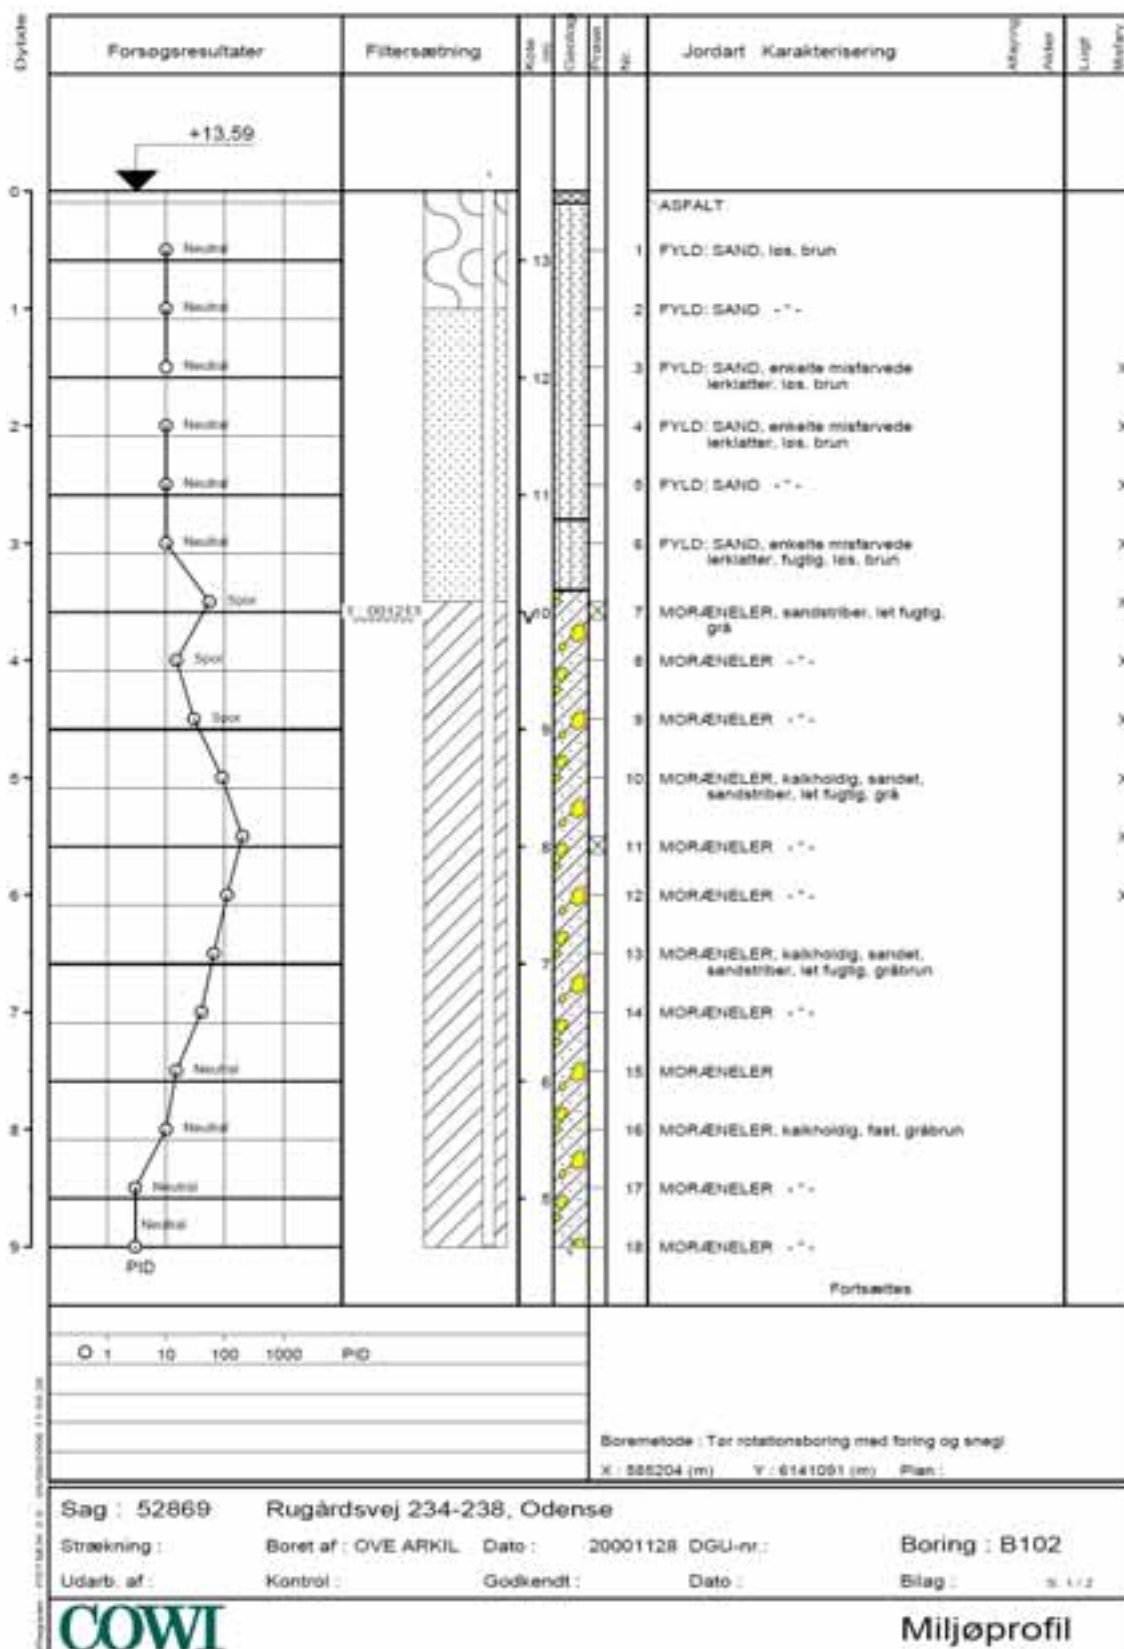 Dybde
Forsøgsresultater
Filtersætning
Kote
Geologi
Prøve
Nr.
Jordart Karakterisering
Aflejring
Alder
Lugt
Misfarv
+13,59
0
ASFALT
Neutral
1 FYLD: SAND, løs, brun
13
1
Neutral
2 FYLD: SAND -"-
Neutral
3 FYLD: SAND, enkelte misfarvede
lerklatter, løs, brun
X
12
2
Neutral
4 FYLD: SAND, enkelte misfarvede
lerklatter, løs, brun
X
Neutral
5 FYLD: SAND -"-
X
11
3
Neutral
6 FYLD: SAND, enkelte misfarvede
lerklatter, fugtig, løs, brun
X
Spor
10
7 MORÆNELER, sandstriber, let fugtig,
grå
X
4
Spor
8 MORÆNELER -"-
X
Spor
9
9 MORÆNELER -"-
X
5
10 MORÆNELER, kalkholdig, sandet,
sandstriber, let fugtig, grå
X
8
11 MORÆNELER -"-
X
6
12 MORÆNELER -"-
X
7
13 MORÆNELER, kalkholdig, sandet,
sandstriber, let fugtig, gråbrun
7
14 MORÆNELER -"-
Neutral
6
15 MORÆNELER
8
Neutral
16 MORÆNELER, kalkholdig, fast, gråbrun
Neutral
5
17 MORÆNELER -"-
Neutral
9
18 MORÆNELER -"-
PID
Fortsættes
O 1 10 100 1000 PID
Boremetode : Tør rotationsboring med foring og snegl
X : 585204 (m) Y : 6141091 (m) Plan :
Sag : 52869 Rugårdsvej 234-238, Odense
Strækning : Boret af : OVE ARKIL Dato : 20001128 DGU-nr.: Boring : B102
Udarb. af : Kontrol : Godkendt : Dato : Bilag : S. 1/2
COWI Miljøprofil